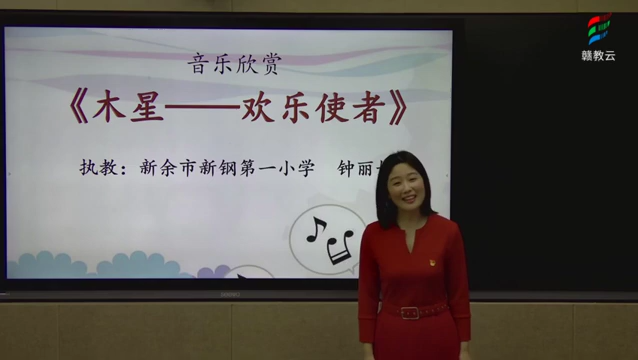 音乐欣赏
《木星——欢乐使者》
执教：新余市新钢第一小学 钟丽
赣教云